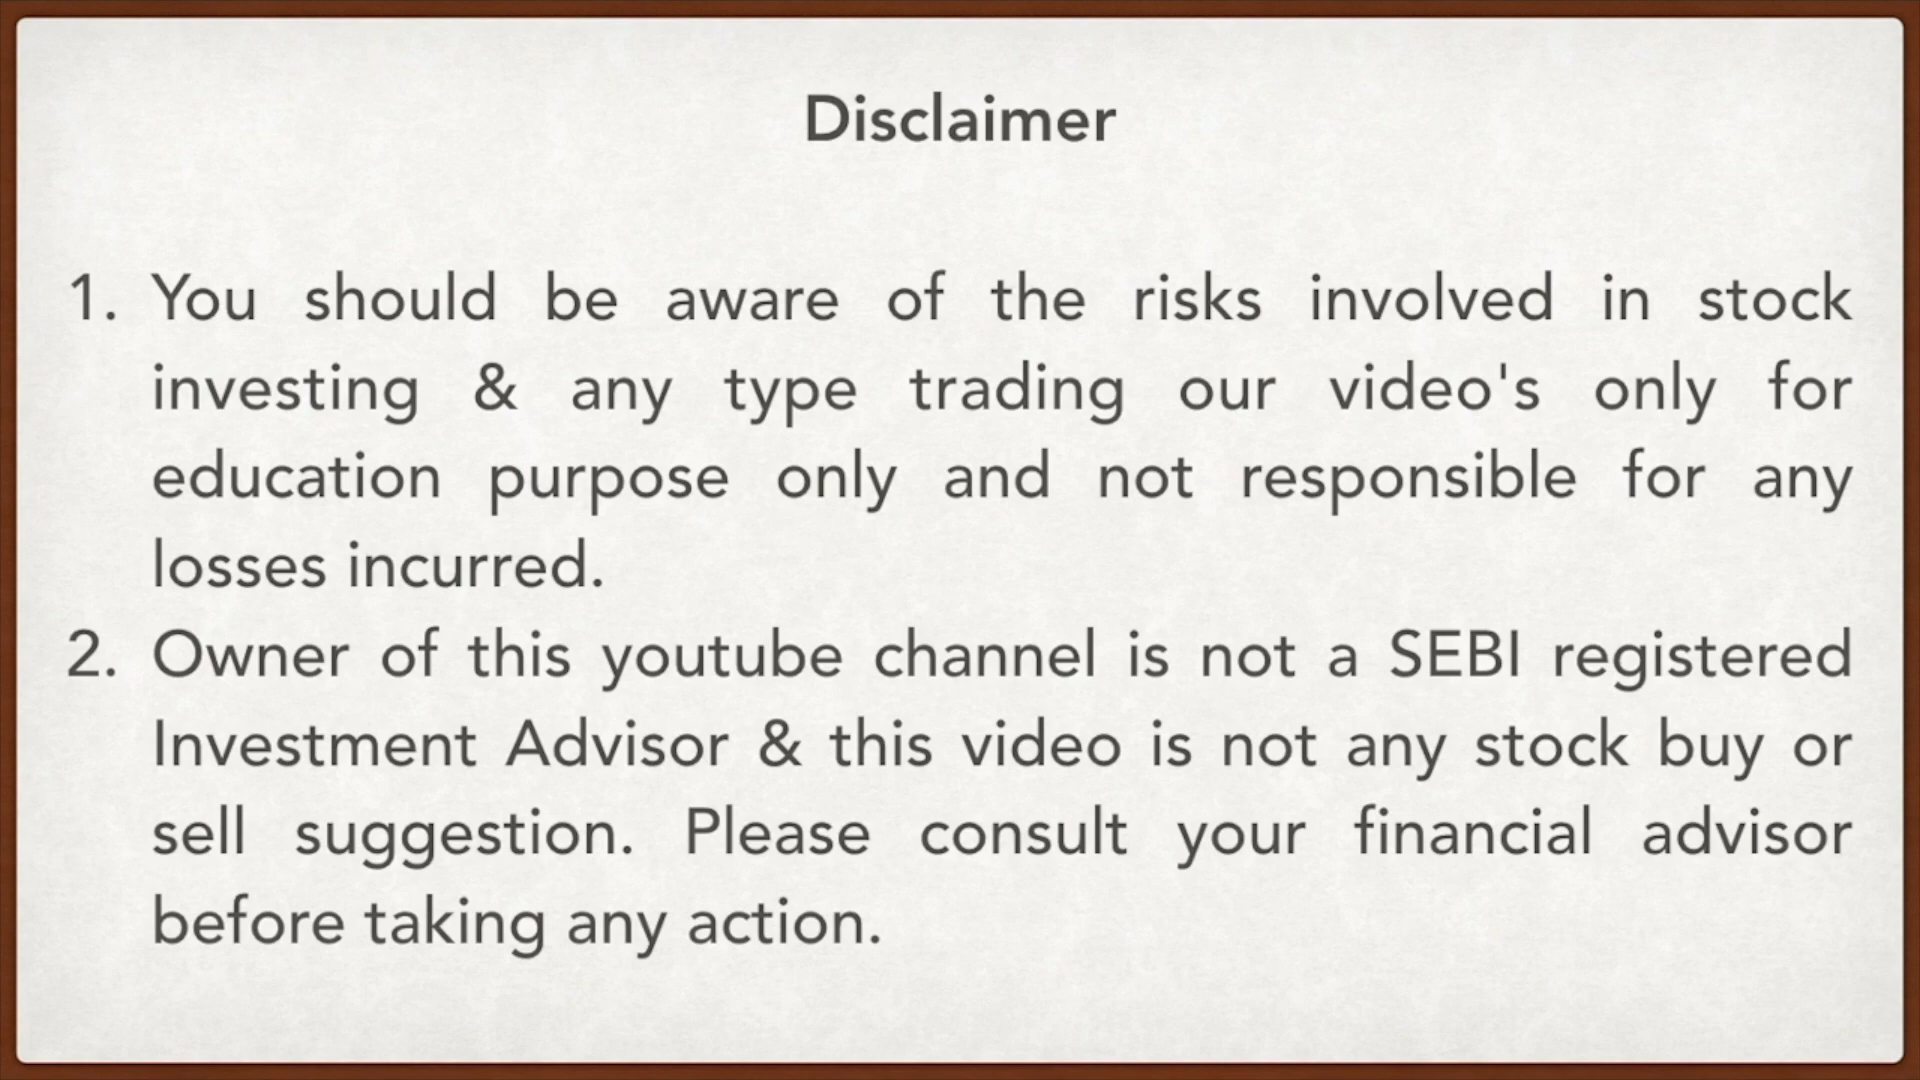 Disclaimer
1. You should be aware of the risks involved in stock
investing & any type trading our video's only for
education purpose only and not responsible for any
losses incurred.
2. Owner of this youtube channel is not a SEBI registered
Investment Advisor & this video is not any stock buy or
sell suggestion. Please consult your financial advisor
before taking any action.